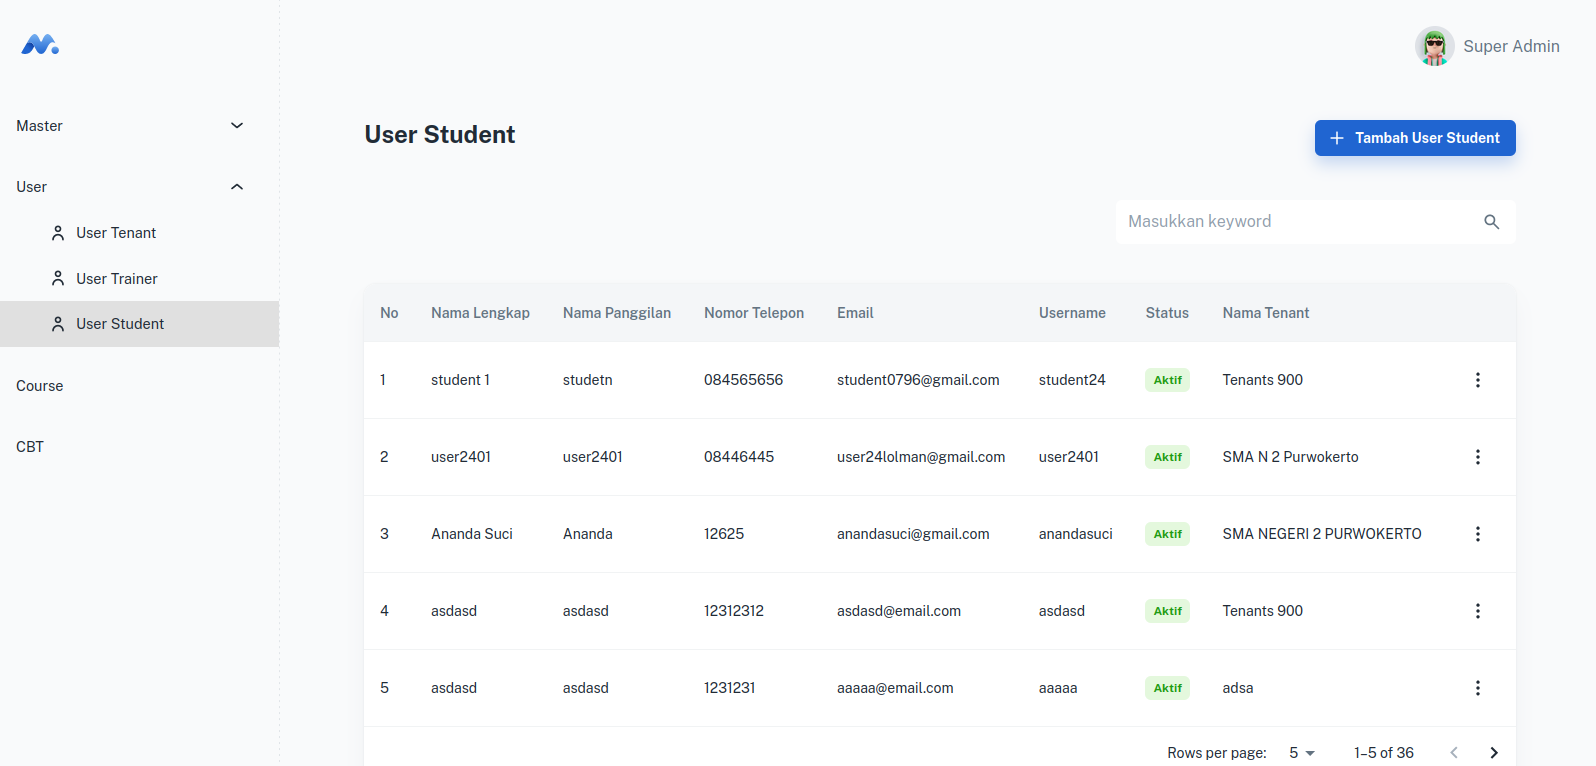 Super Admin
Master
User
User Tenant
User Trainer
User Student
Course
CBT
User Student
Tambah User Student
Masukkan keyword
No Nama Lengkap Nama Panggilan Nomor Telepon Email Username Status Nama Tenant
1 student 1 studetn 084565656 student0796@gmail.com student24 Aktif Tenants 900
2 user2401 user2401 08446445 user24lolman@gmail.com user2401 Aktif SMA N 2 Purwokerto
3 Ananda Suci Ananda 12625 anandasuci@gmail.com anandasuci Aktif SMA NEGERI 2 PURWOKERTO
4 asdasd asdasd 12312312 asdasd@email.com asdasd Aktif Tenants 900
5 asdasd asdasd 1231231 aaaaa@email.com aaaaa Aktif adsa
Rows per page: 5 1–5 of 36